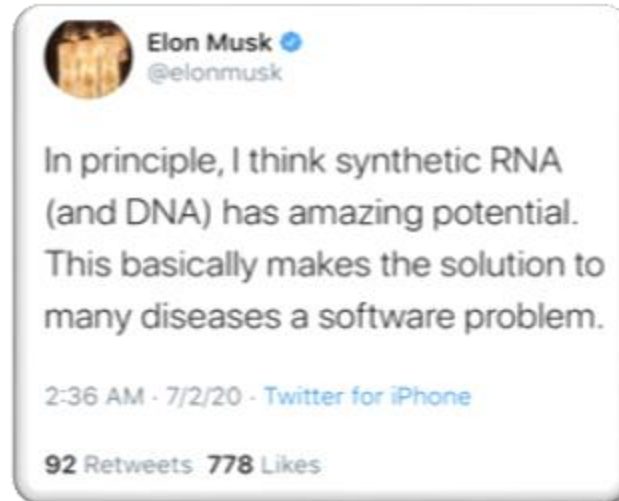 Elon Musk
@elonmusk
In principle, I think synthetic RNA
(and DNA) has amazing potential.
This basically makes the solution to
many diseases a software problem.
2:36 AM · 7/2/20 · Twitter for iPhone
92 Retweets 778 Likes